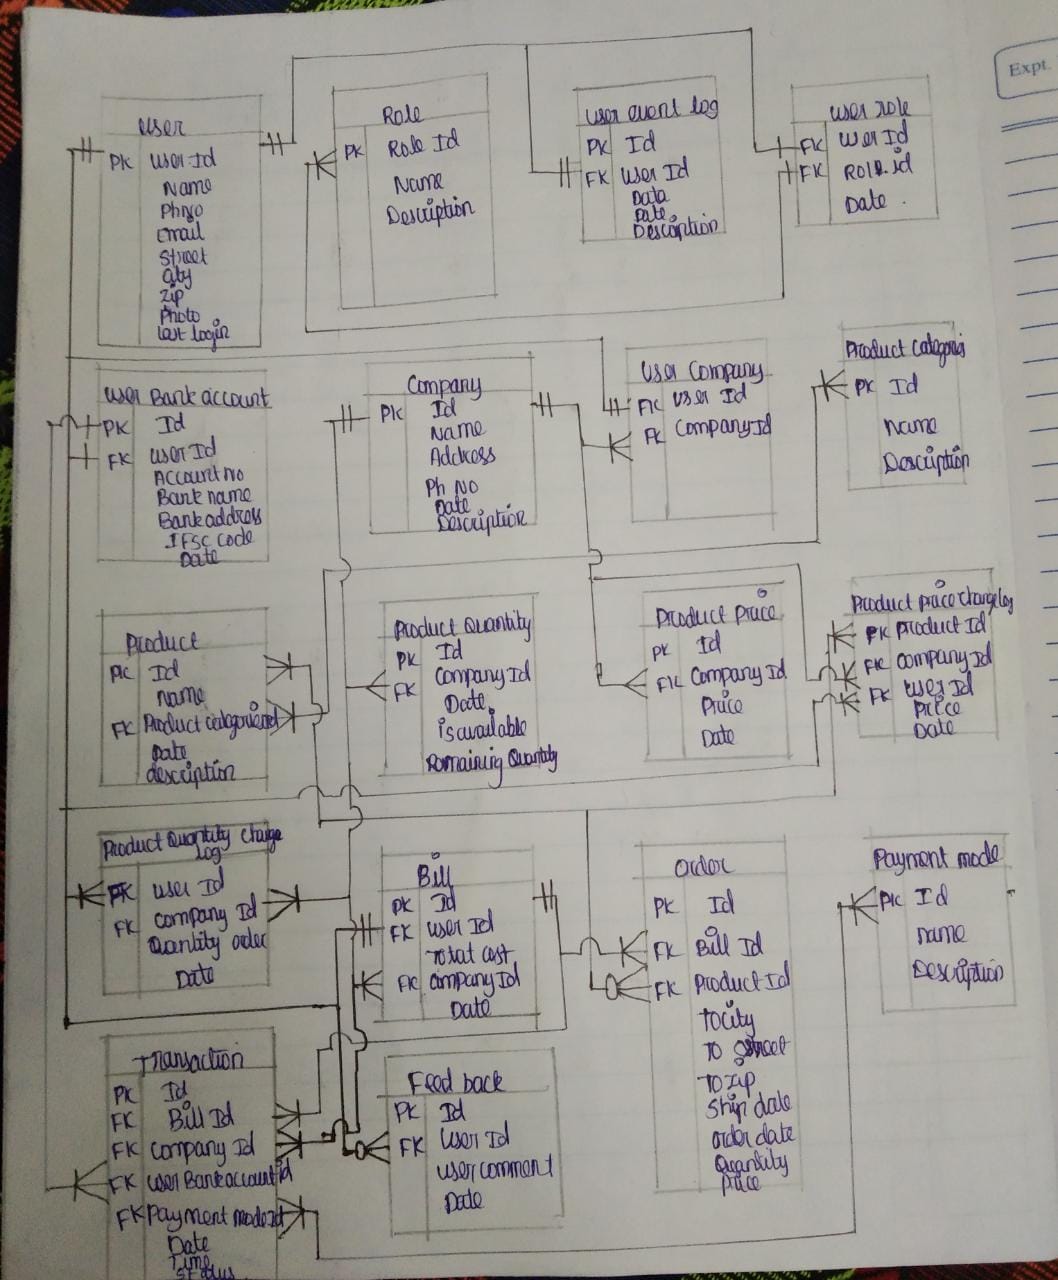 Expt.
User
PK User Id
Name
Ph No
Email
Street
City
Zip
Photo
last login
Role
PK Role Id
Name
Description
User event log
PK Id
FK User Id
Data
Date
Description
User role
FK User Id
FK Role id
Date
User Bank account
PK Id
FK User Id
Account no
Bank name
Bank address
IFSC code
Date
Company
PK Id
Name
Address
Ph No
Date
Description
User Company
FK User Id
FK Company Id
Product categori
PK Id
Name
Description
Product
PK Id
Name
FK Product categorie
Date
description
Product Quantity
PK Id
FK Company Id
Date
is available
Remaining Quantity
Product Price
PK Id
FK Company Id
Price
Date
Product price change log
PK Product Id
FK Company Id
FK User Id
Price
Date
Product Quantity change
log
FK User Id
FK Company Id
Quantity order
Date
Bill
PK Id
FK User Id
Total cost
FK Company Id
Date
Order
PK Id
FK Bill Id
FK Product Id
To City
To Street
To Zip
Ship date
Order date
Quantity
Price
Payment mode
PK Id
name
Description
Transaction
PK Id
FK Bill Id
FK Company Id
FK User Bank account id
FK Payment mode Id
Date
Time
Status
Feed back
PK Id
FK User Id
user comment
Date